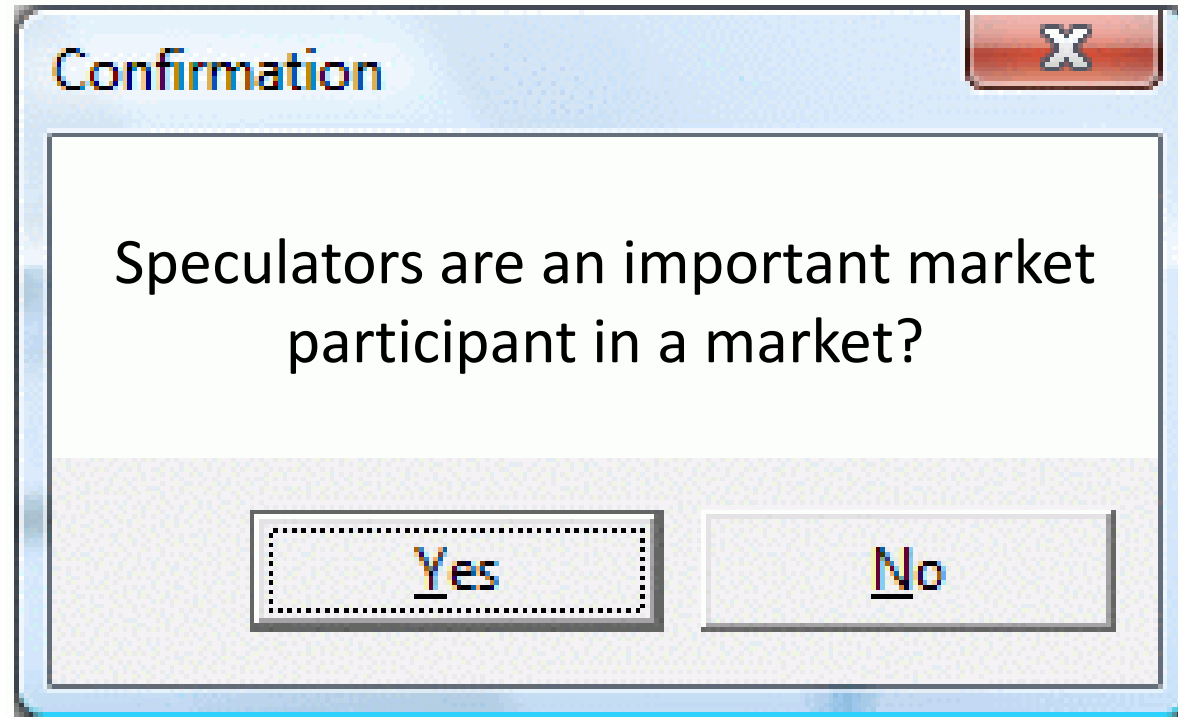 Confirmation
Speculators are an important market
participant in a market?
Yes
No